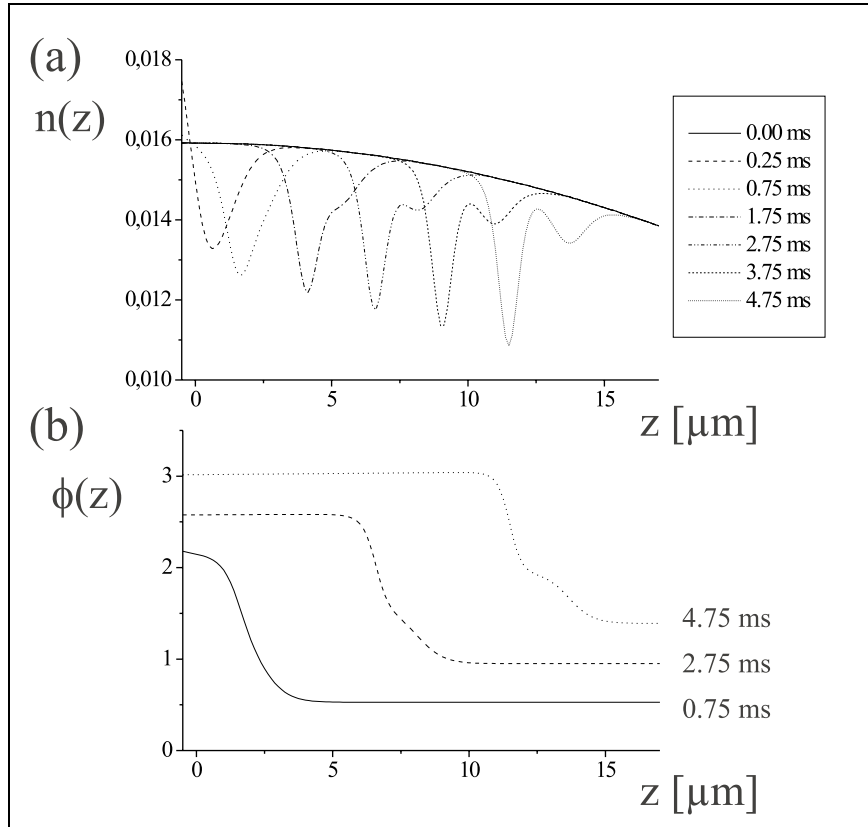 (a)
n(z)
0,018
0,016
0,014
0,012
0,010
0
5
10
15
z [μm]
0.00 ms
0.25 ms
0.75 ms
1.75 ms
2.75 ms
3.75 ms
4.75 ms
(b)
ϕ(z)
3
2
1
0
0
5
10
15
z [μm]
4.75 ms
2.75 ms
0.75 ms